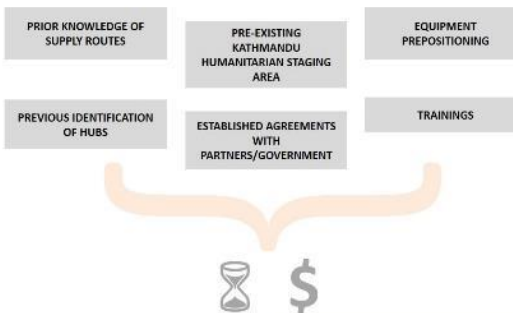 PRIOR KNOWLEDGE OF
SUPPLY ROUTES
PRE-EXISTING
KATHMANDU
HUMANITARIAN STAGING
AREA
EQUIPMENT
PREPOSITIONING
PREVIOUS IDENTIFICATION
OF HUBS
ESTABLISHED AGREEMENTS
WITH
PARTNERS/GOVERNMENT
TRAININGS
$